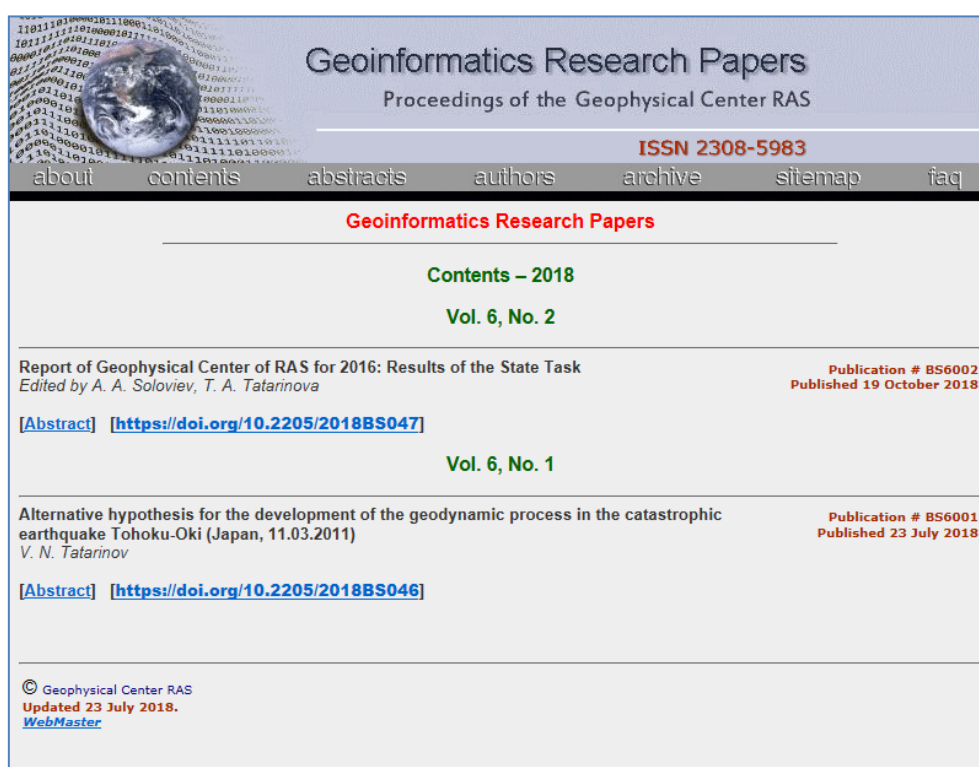 Geoinformatics Research Papers
Proceedings of the Geophysical Center RAS
ISSN 2308-5983
about contents abstracts authors archive sitemap faq
Geoinformatics Research Papers
Contents – 2018
Vol. 6, No. 2
Report of Geophysical Center of RAS for 2016: Results of the State Task
Edited by A. A. Soloviev, T. A. Tatarinova
Publication # BS6002
Published 19 October 2018
[Abstract] [https://doi.org/10.2205/2018BS047]
Vol. 6, No. 1
Alternative hypothesis for the development of the geodynamic process in the catastrophic
earthquake Tohoku-Oki (Japan, 11.03.2011)
V. N. Tatarinov
Publication # BS6001
Published 23 July 2018
[Abstract] [https://doi.org/10.2205/2018BS046]
© Geophysical Center RAS
Updated 23 July 2018.
WebMaster